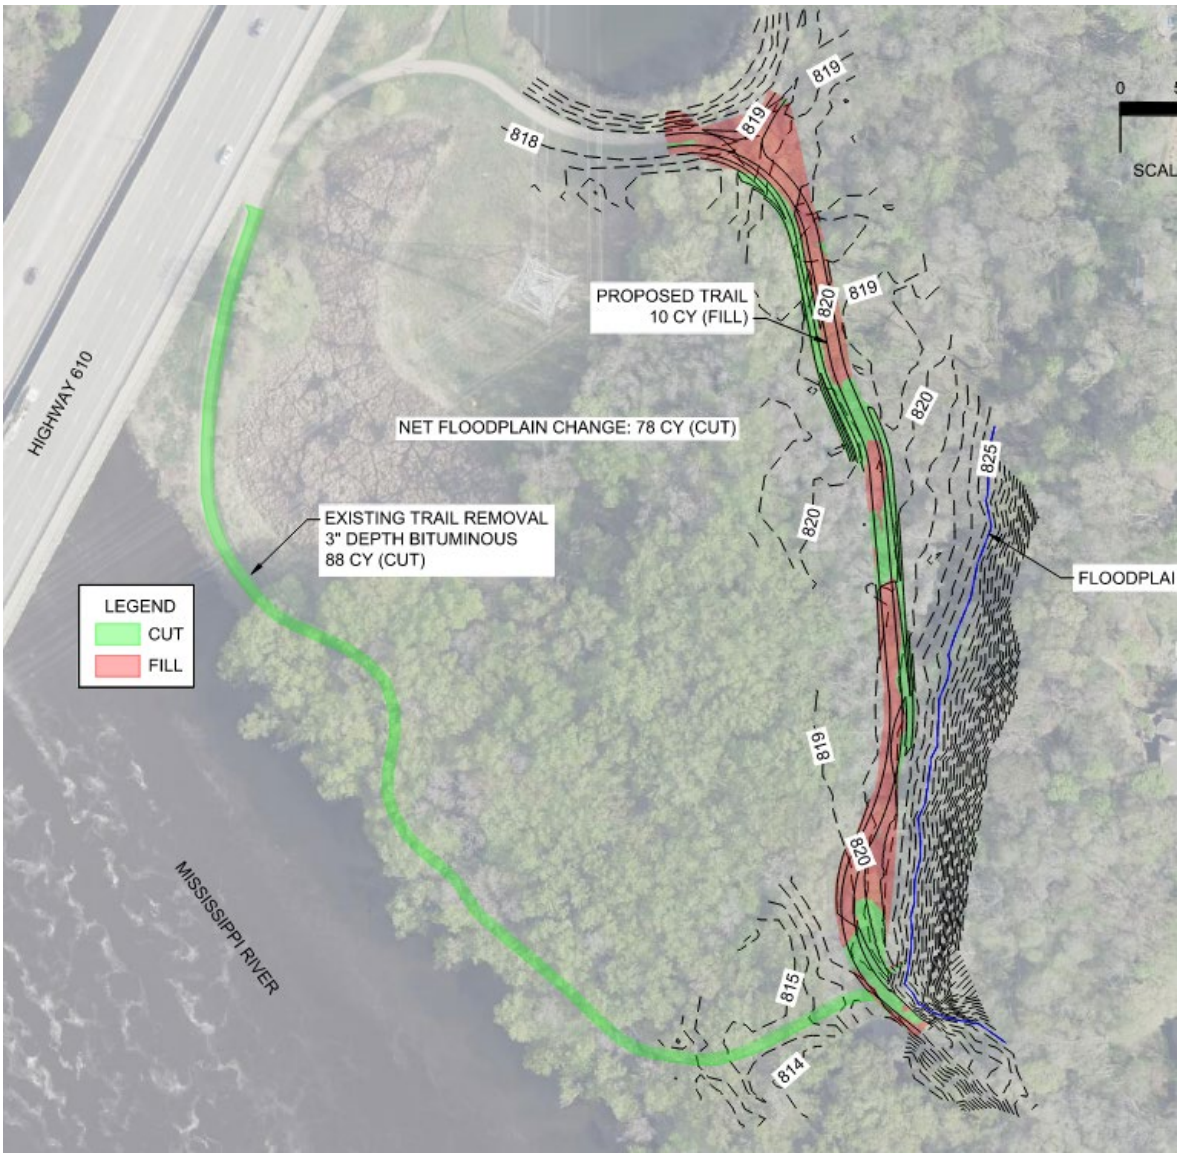 819
0
818
819
SCAL
PROPOSED TRAIL
10 CY (FILL)
820
819
HIGHWAY 610
820
NET FLOODPLAIN CHANGE: 78 CY (CUT)
825
820
EXISTING TRAIL REMOVAL
3" DEPTH BITUMINOUS
88 CY (CUT)
FLOODPLAI
LEGEND
CUT
FILL
819
820
MISSISSIPPI RIVER
815
814